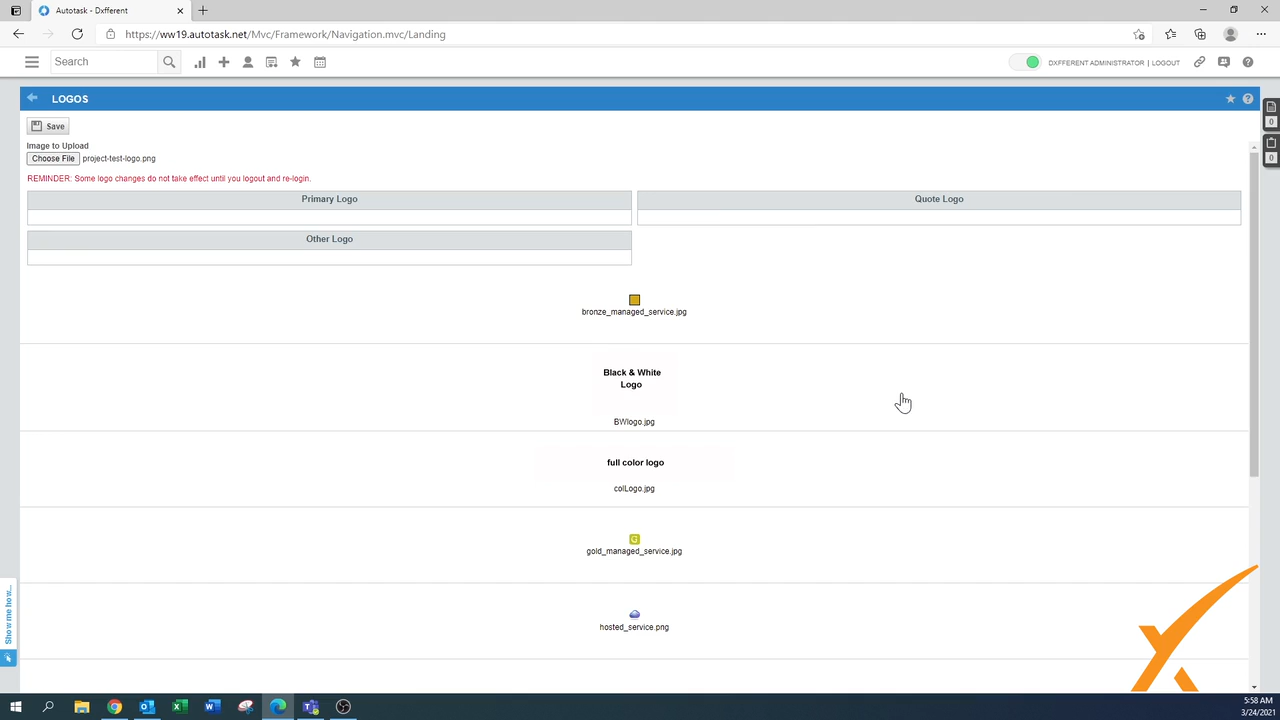 Autotask - Dxfferent
https://ww19.autotask.net/Mvc/Framework/Navigation.mvc/Landing
Search
DXFFERENT ADMINISTRATOR | LOGOUT
LOGOS
Save
Image to Upload
Choose File project-test-logo.png
REMINDER: Some logo changes do not take effect until you logout and re-login.
Primary Logo
Quote Logo
Other Logo
bronze_managed_service.jpg
Black & White
Logo
BWlogo.jpg
full color logo
colLogo.jpg
gold_managed_service.jpg
hosted_service.png
Show me how...
0
0
5:58 AM
3/24/2021